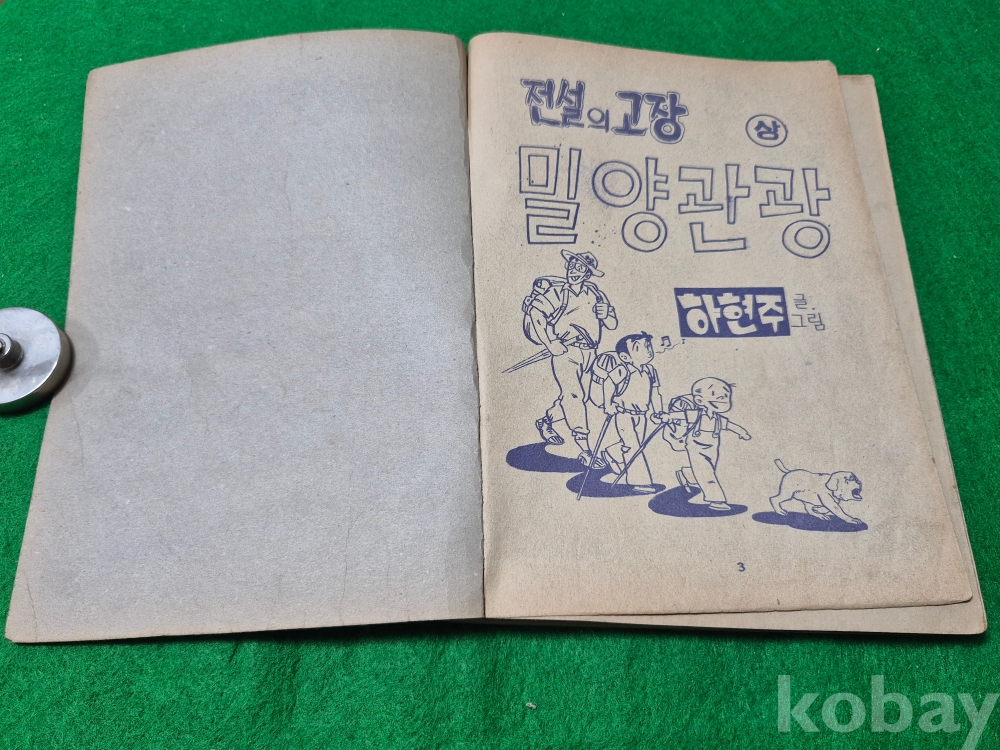 전설의 고장 상
밀양관광
하현주 글.
그림
3
kobay